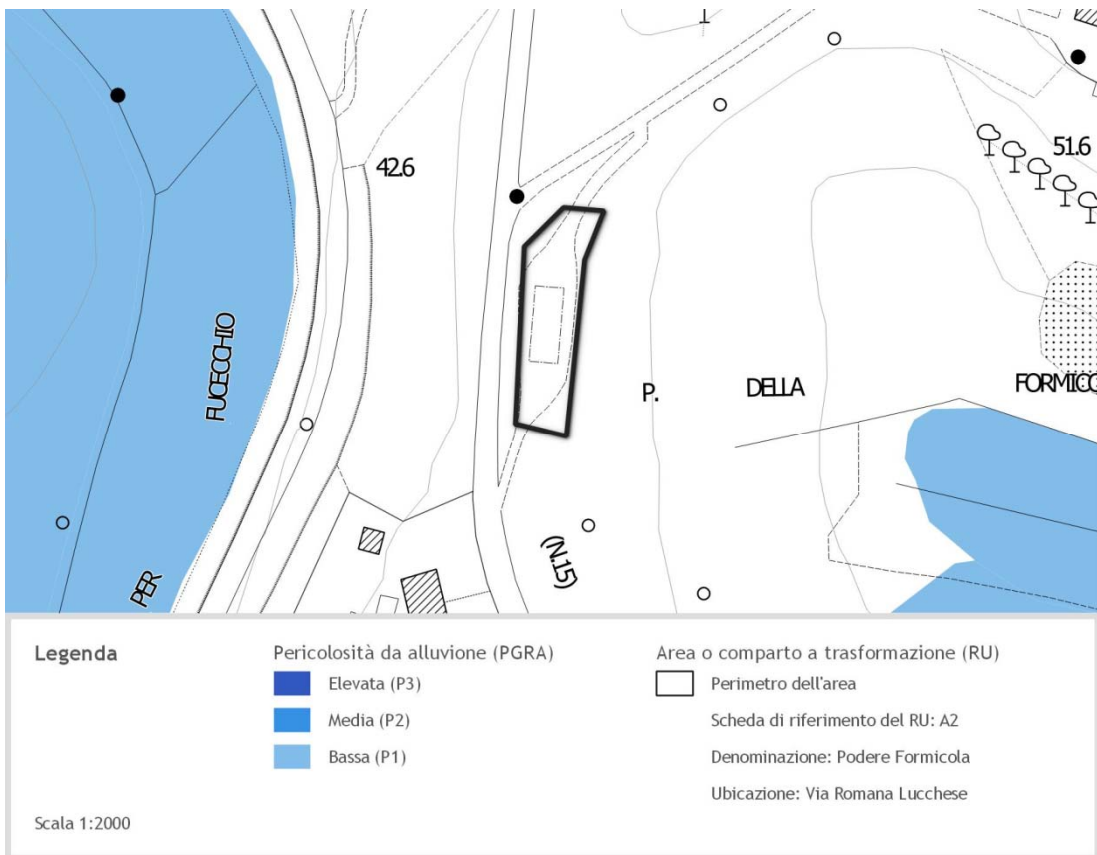 42.6
51.6
FUCECCHIO
PER
P.
DELLA
FORMICO
(N.15)
Legenda
Pericolosità da alluvione (PGRA)
Elevata (P3)
Media (P2)
Bassa (P1)
Area o comparto a trasformazione (RU)
Perimetro dell'area
Scheda di riferimento del RU: A2
Denominazione: Podere Formicola
Ubicazione: Via Romana Lucchese
Scala 1:2000